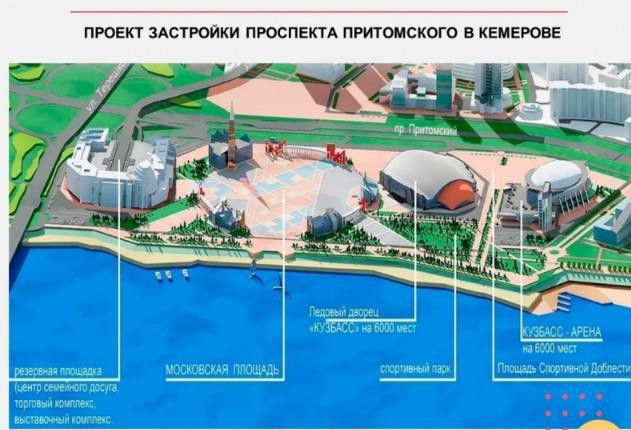 ПРОЕКТ ЗАСТРОЙКИ ПРОСПЕКТА ПРИТОМСКОГО В КЕМЕРОВЕ
ул. Терешковой
пр. Притомский
Ледовый дворец
«КУЗБАСС» на 6000 мест
КУЗБАСС - АРЕНА
на 6000 мест
резервная площадка
(центр семейного досуга,
торговый комплекс,
выставочный комплекс.
МОСКОВСКАЯ ПЛОЩАДЬ
спортивный парк
Площадь Спортивной Доблести